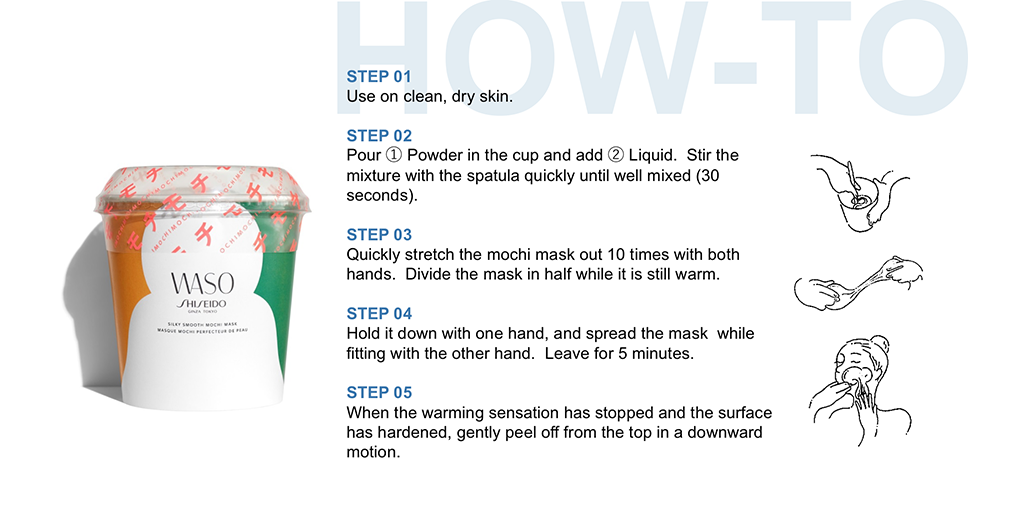 HOW-TO
STEP 01
Use on clean, dry skin.
STEP 02
Pour ① Powder in the cup and add ② Liquid.  Stir the
mixture with the spatula quickly until well mixed (30
seconds).
STEP 03
Quickly stretch the mochi mask out 10 times with both
hands.  Divide the mask in half while it is still warm.
STEP 04
Hold it down with one hand, and spread the mask  while
fitting with the other hand.  Leave for 5 minutes.
STEP 05
When the warming sensation has stopped and the surface
has hardened, gently peel off from the top in a downward
motion.
モチ
MOCHI MOCHI
WASO
SHISEIDO
GINZA TOKYO
SILKY SMOOTH MOCHI MASK
MASQUE MOCHI PERFECTEUR DE PEAU